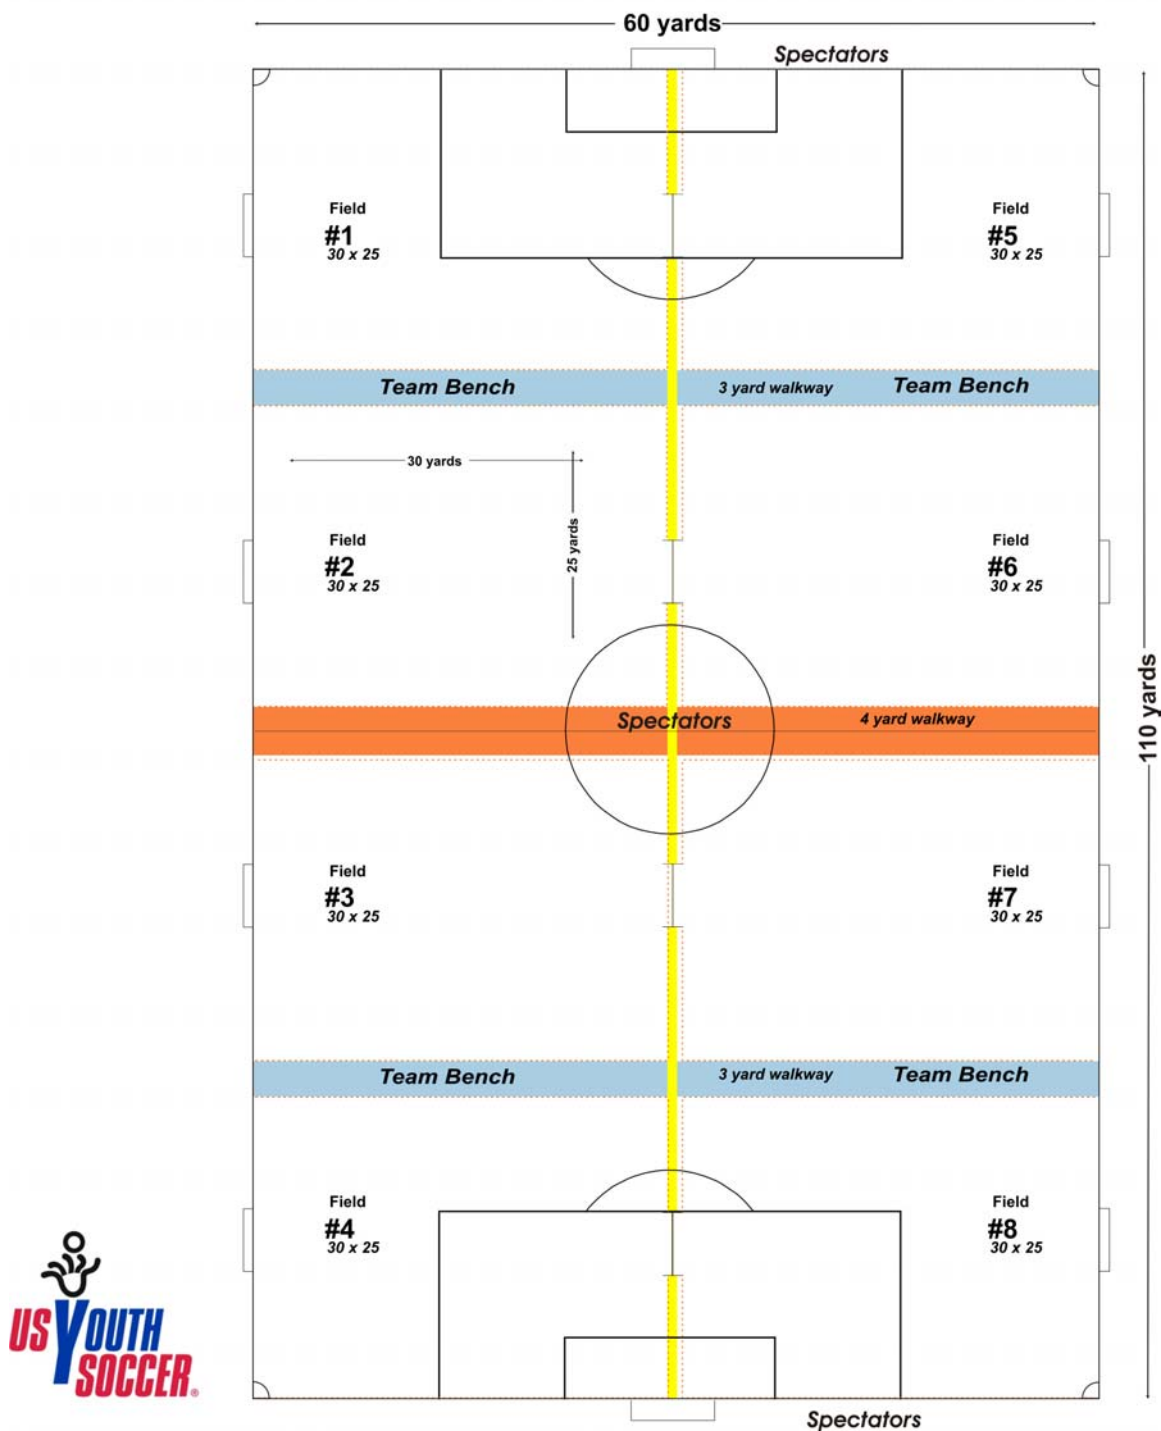 60 yards
Spectators
Field
#1
30 x 25
Field
#5
30 x 25
Team Bench
3 yard walkway
Team Bench
30 yards
25 yards
Field
#2
30 x 25
Field
#6
30 x 25
110 yards
Spectators
4 yard walkway
Field
#3
30 x 25
Field
#7
30 x 25
Team Bench
3 yard walkway
Team Bench
Field
#4
30 x 25
Field
#8
30 x 25
US YOUTH
SOCCER®
Spectators